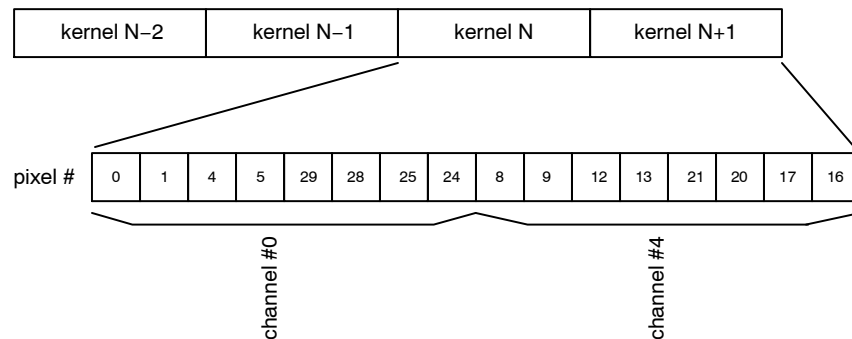 kernel N−2 kernel N−1 kernel N kernel N+1
pixel # 0 1 4 5 29 28 25 24 8 9 12 13 21 20 17 16
channel #0
channel #4